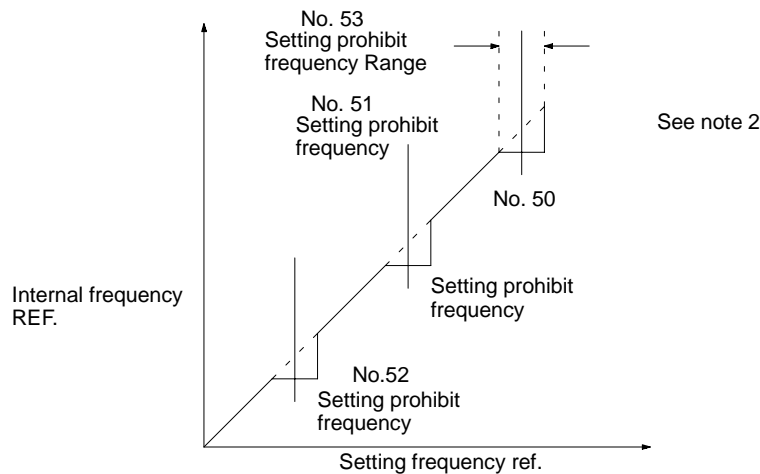 No. 53
Setting prohibit
frequency Range
No. 51
Setting prohibit
frequency
See note 2
No. 50
Setting prohibit
frequency
Internal frequency
REF.
No.52
Setting prohibit
frequency
Setting frequency ref.